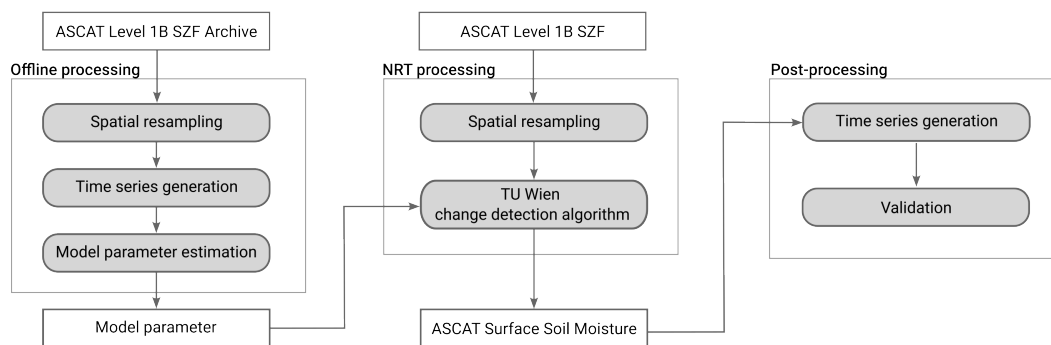 ASCAT Level 1B SZF Archive
Offline processing
Spatial resampling
Time series generation
Model parameter estimation
Model parameter
ASCAT Level 1B SZF
NRT processing
Spatial resampling
TU Wien
change detection algorithm
ASCAT Surface Soil Moisture
Post-processing
Time series generation
Validation